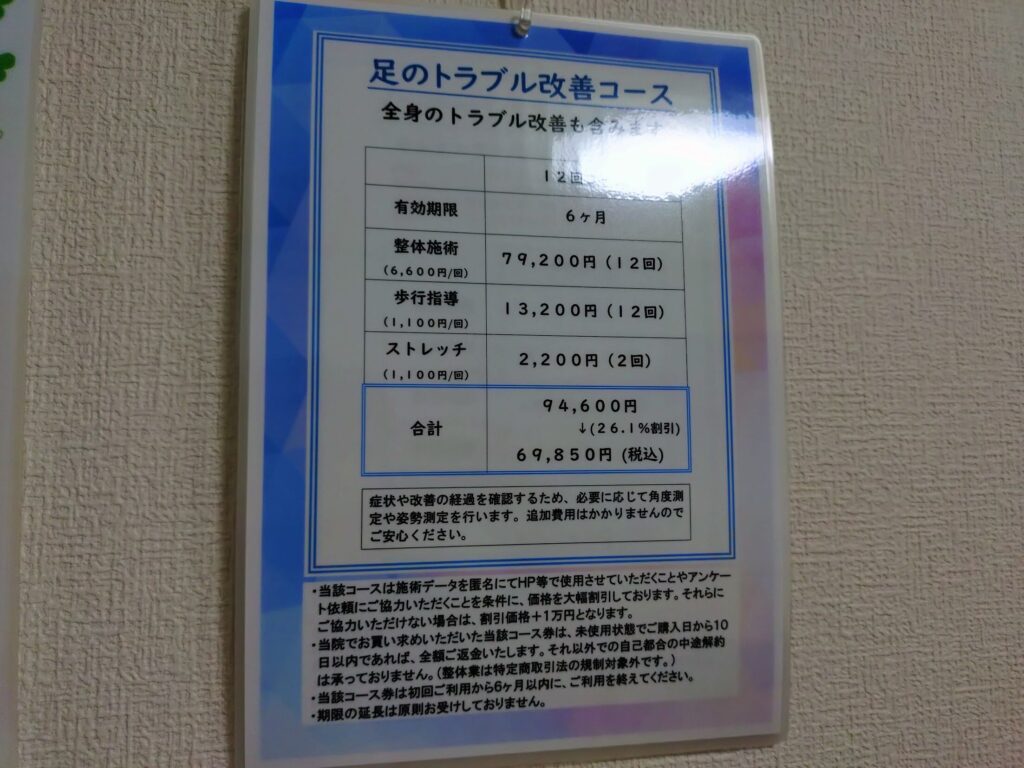 足のトラブル改善コース
全身のトラブル改善も含みます
12回
有効期限
6ヶ月
整体施術
(6,600円/回)
79,200円(12回)
歩行指導
(1,100円/回)
13,200円(12回)
ストレッチ
(1,100円/回)
2,200円(2回)
合計
94,600円
↓(26.1%割引)
69,850円(税込)
症状や改善の経過を確認するため、必要に応じて角度測
定や姿勢測定を行います。追加費用はかかりませんので
ご安心ください。
・当該コースは施術データを匿名にてHP等で使用させていただくことやアンケー
ト依頼にご協力いただくことを条件に、価格を大幅割引しております。それらに
ご協力いただけない場合は、割引価格+1万円となります。
・当院でお買い求めいただいた当該コース券は、未使用状態でご購入日から10
日以内であれば、全額ご返金いたします。それ以外での自己都合の中途解約
は承っておりません。(整体業は特定商取引法の規制対象外です。)
・当該コース券は初回ご利用から6ヶ月以内に、ご利用を終えてください。
・期限の延長は原則お受けしておりません。